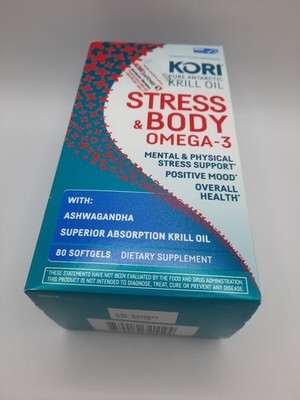 KORI
PURE ANTARCTIC
KRILL OIL
STRESS
& BODY
OMEGA-3
MENTAL & PHYSICAL
STRESS SUPPORT*
POSITIVE MOOD*
OVERALL
HEALTH*
WITH:
ASHWAGANDHA
SUPERIOR ABSORPTION KRILL OIL
80 SOFTGELS DIETARY SUPPLEMENT
*THESE STATEMENTS HAVE NOT BEEN EVALUATED BY THE FOOD AND DRUG ADMINISTRATION.
THIS PRODUCT IS NOT INTENDED TO DIAGNOSE, TREAT, CURE OR PREVENT ANY DISEASE.